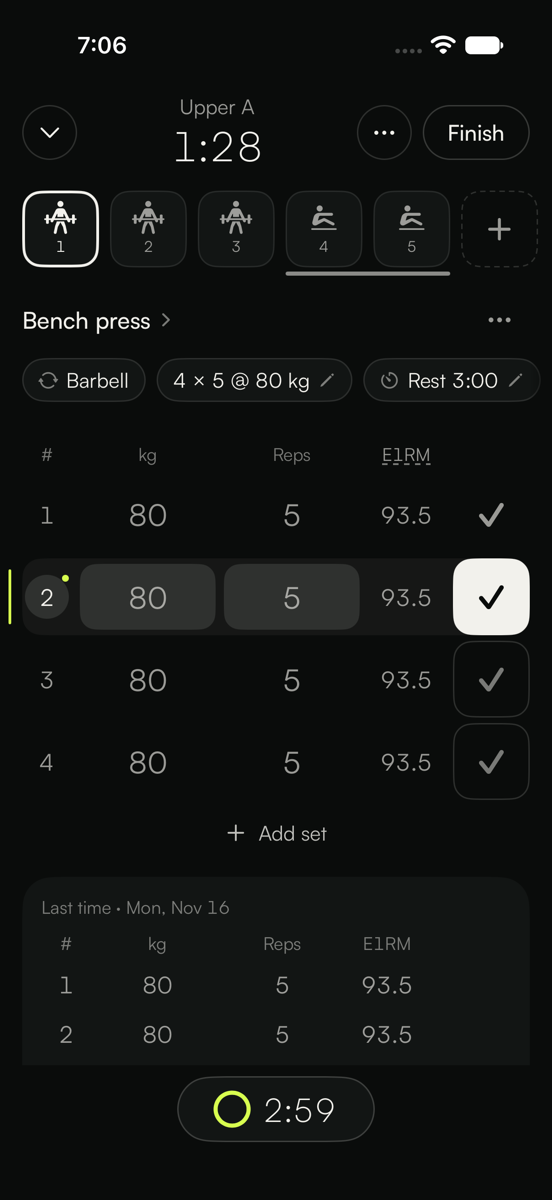 7:06
Upper A
1:28
Finish
1 2 3 4 5
Bench press
Barbell 4 × 5 @ 80 kg Rest 3:00
# kg Reps E1RM
1 80 5 93.5
2 80 5 93.5
3 80 5 93.5
4 80 5 93.5
+ Add set
Last time · Mon, Nov 16
# kg Reps E1RM
1 80 5 93.5
2 80 5 93.5
2:59